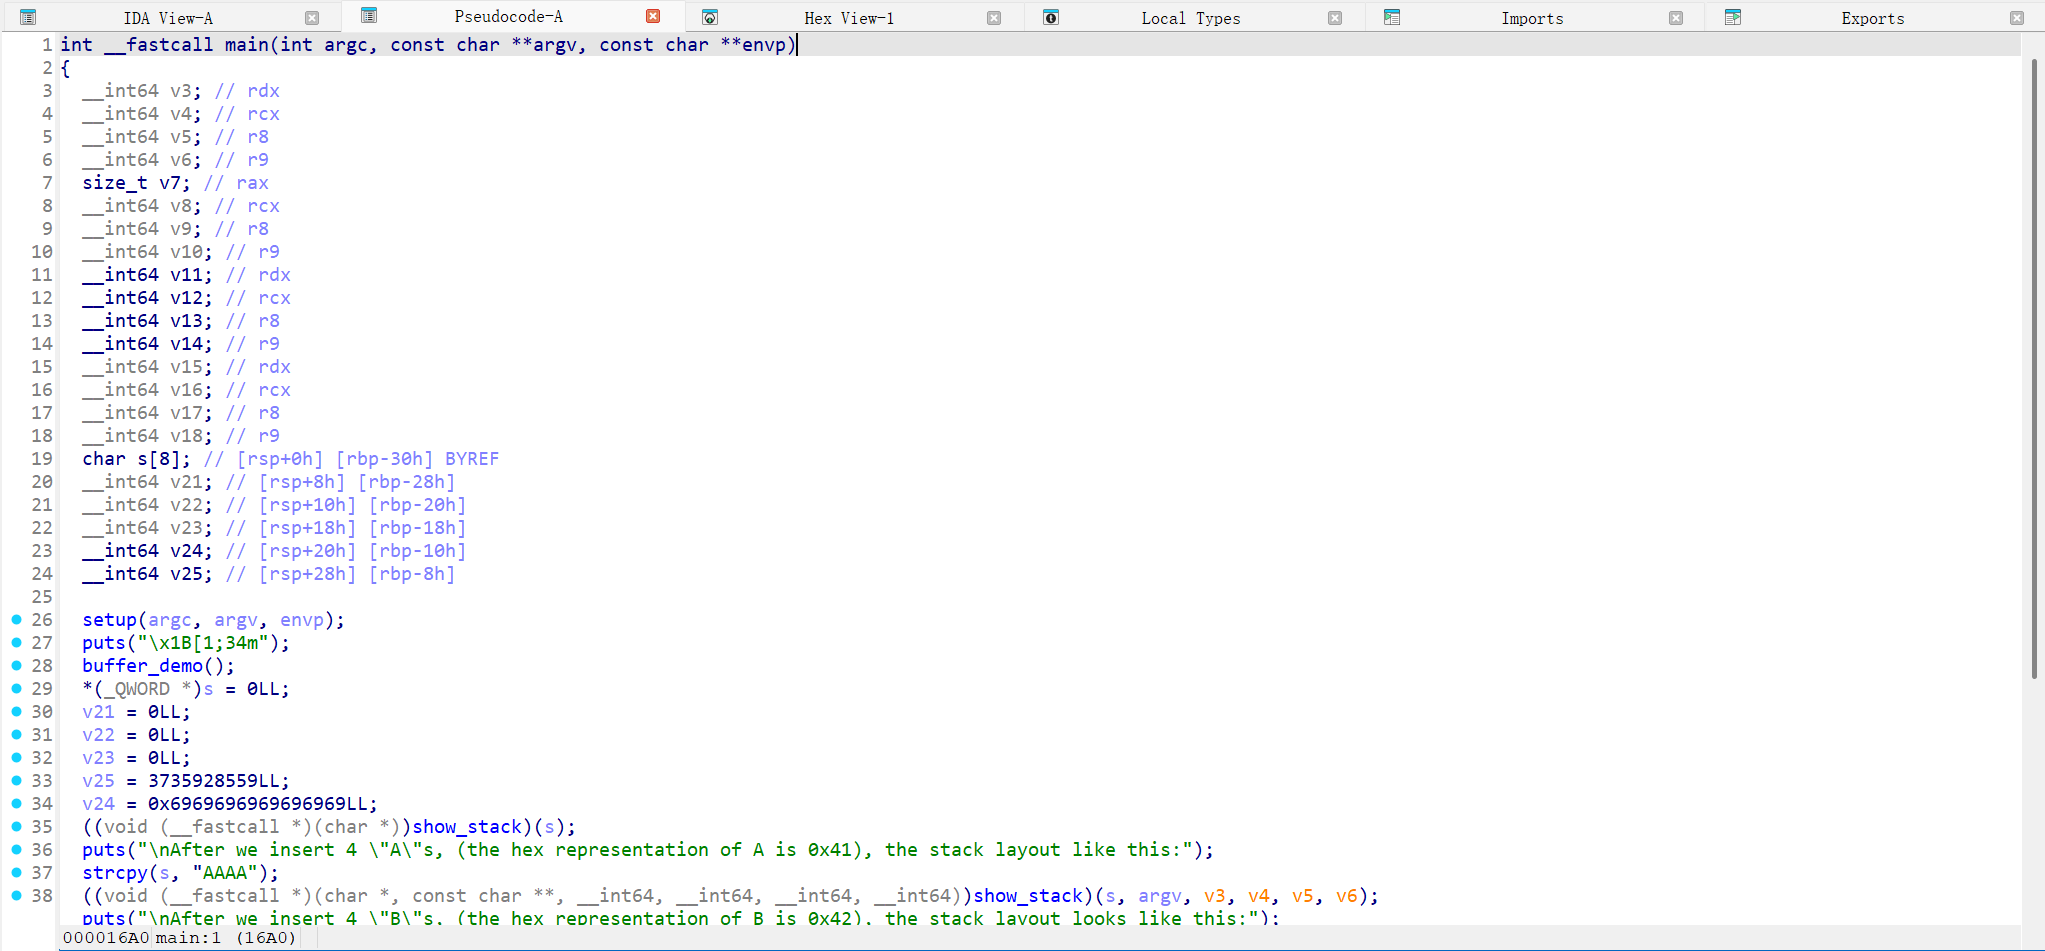 IDA View-A Pseudocode-A Hex View-1 Local Types Imports Exports
1 int __fastcall main(int argc, const char **argv, const char **envp)
2 {
3 __int64 v3; // rdx
4 __int64 v4; // rcx
5 __int64 v5; // r8
6 __int64 v6; // r9
7 size_t v7; // rax
8 __int64 v8; // rcx
9 __int64 v9; // r8
10 __int64 v10; // r9
11 __int64 v11; // rdx
12 __int64 v12; // rcx
13 __int64 v13; // r8
14 __int64 v14; // r9
15 __int64 v15; // rdx
16 __int64 v16; // rcx
17 __int64 v17; // r8
18 __int64 v18; // r9
19 char s[8]; // [rsp+0h] [rbp-30h] BYREF
20 __int64 v21; // [rsp+8h] [rbp-28h]
21 __int64 v22; // [rsp+10h] [rbp-20h]
22 __int64 v23; // [rsp+18h] [rbp-18h]
23 __int64 v24; // [rsp+20h] [rbp-10h]
24 __int64 v25; // [rsp+28h] [rbp-8h]
25
26 setup(argc, argv, envp);
27 puts("\x1B[1;34m");
28 buffer_demo();
29 *(_QWORD *)s = 0LL;
30 v21 = 0LL;
31 v22 = 0LL;
32 v23 = 0LL;
33 v25 = 3735928559LL;
34 v24 = 0x6969696969696969LL;
35 ((void (__fastcall *)(char *))show_stack)(s);
36 puts("\nAfter we insert 4 \"A\"s, (the hex representation of A is 0x41), the stack layout like this:");
37 strcpy(s, "AAAA");
38 ((void (__fastcall *)(char *, const char **, __int64, __int64, __int64, __int64))show_stack)(s, argv, v3, v4, v5, v6);
puts("\nAfter we insert 4 \"B\"s, (the hex representation of B is 0x42), the stack layout looks like this:");
000016A0 main:1 (16A0)